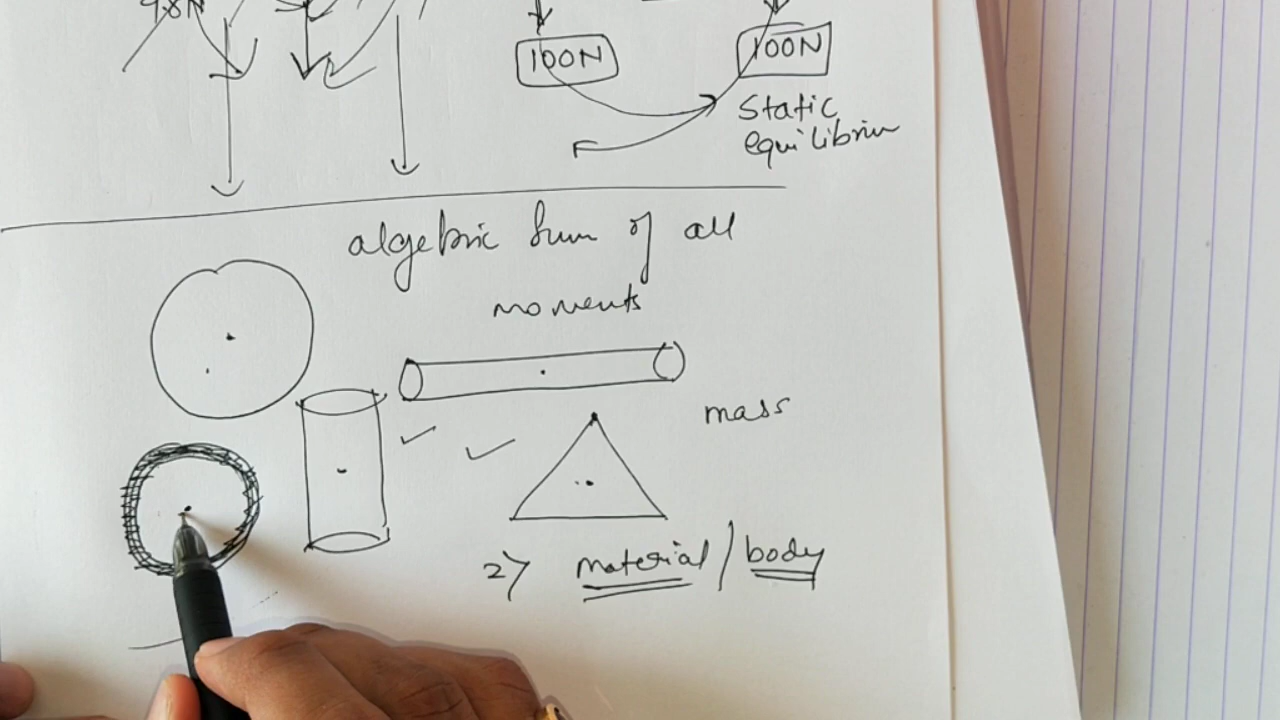 9.8N
100N
100N
Static
equilibrium
algebric sum of all
moments
mass
2) material / body